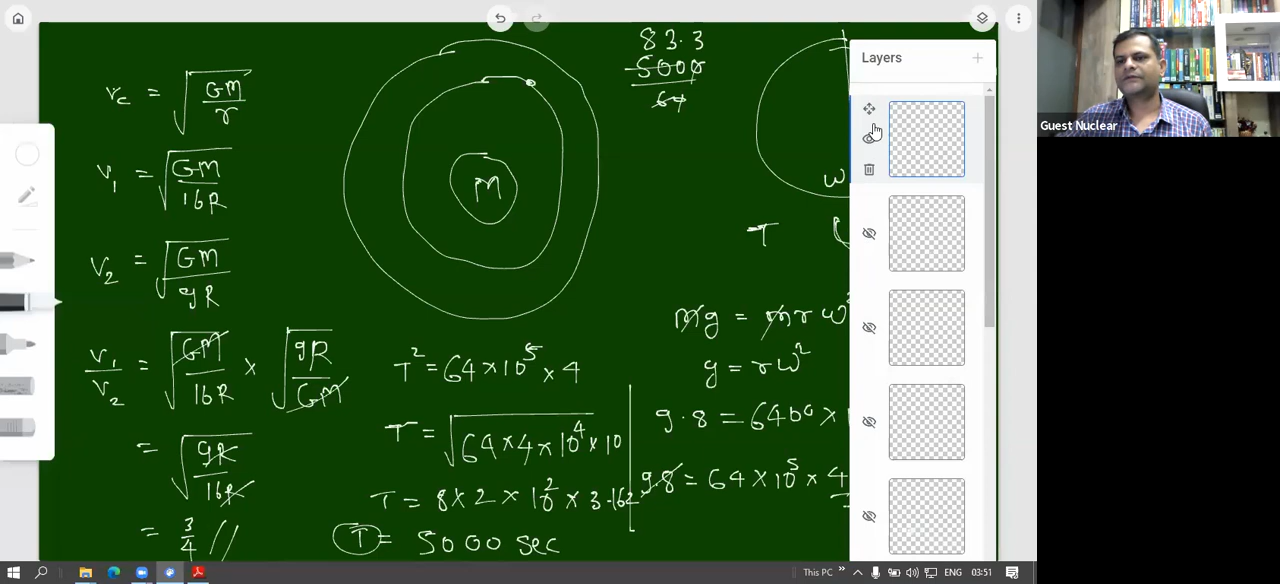 vc = √GM/r
v1 = √GM/16R
v2 = √GM/9R
v1/v2 = √GM/16R × √9R/GM
= √9R/16R
= 3/4 //
M
T² = 64×10⁵ × 4
T = √64×4×10⁴×10
T = 8×2×10²×3.162
T = 5000 sec
83.3
5000
64
W
T
mg = mrω²
g = rω²
9.8 = 6400 ×
9.8 = 64×10⁵×4
Layers
Guest Nuclear
This PC
ENG
03:51